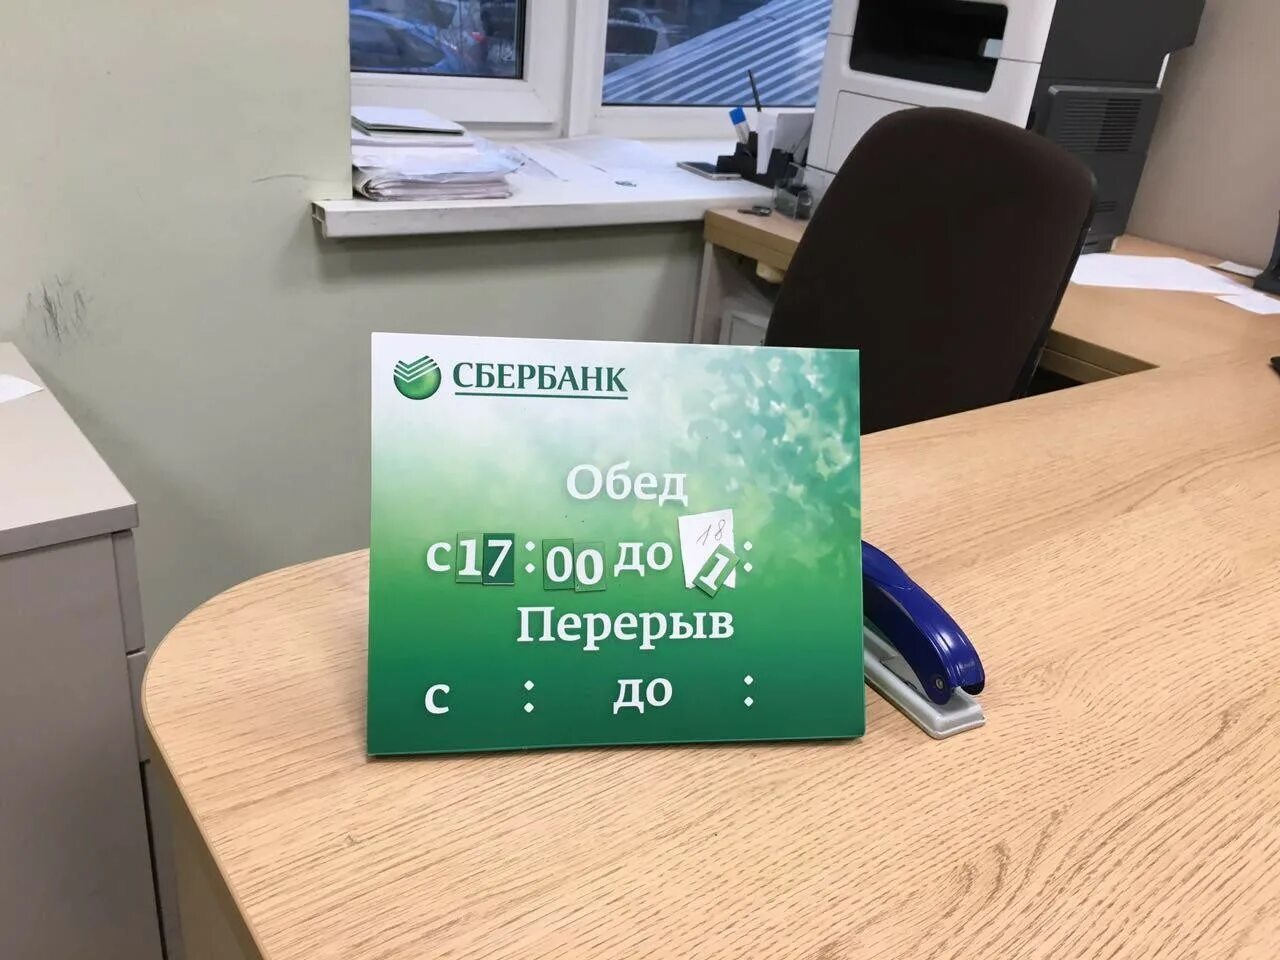 СБЕРБАНК
Обед
с 17:00 до 18 1 :
Перерыв
с : до :